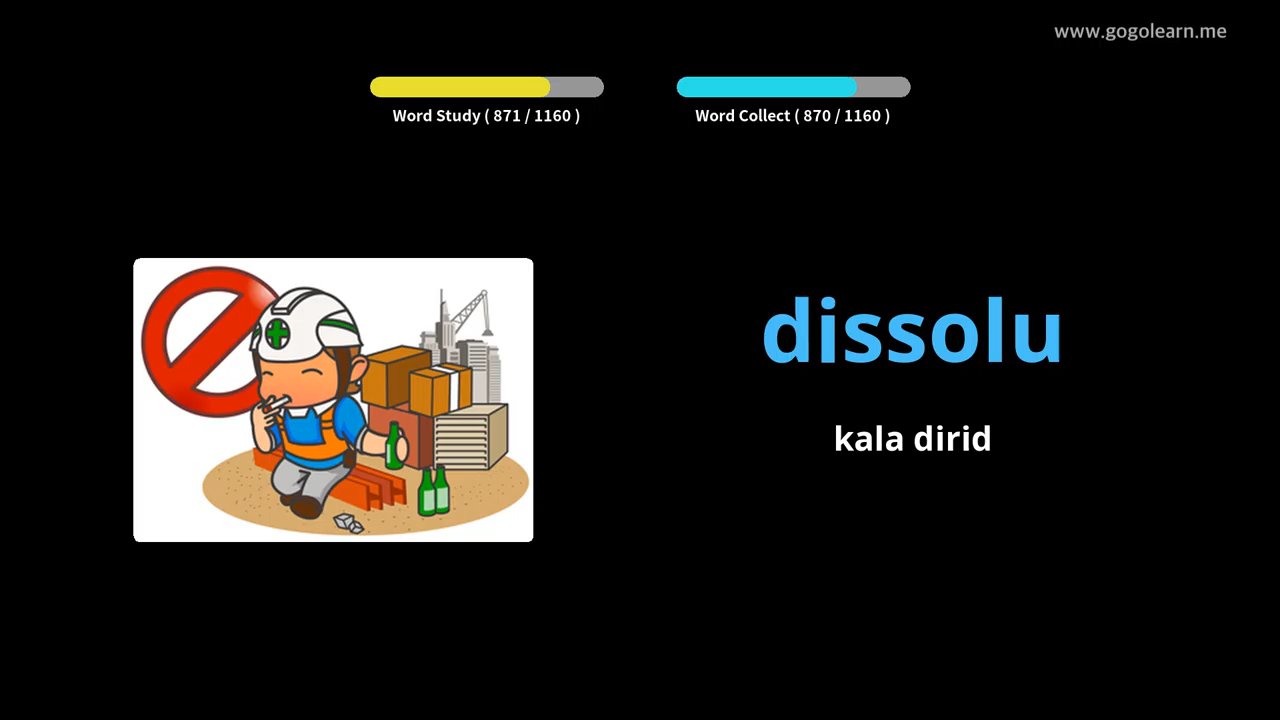 www.gogolearn.me
Word Study ( 871 / 1160 )
Word Collect ( 870 / 1160 )
dissolu
kala dirid